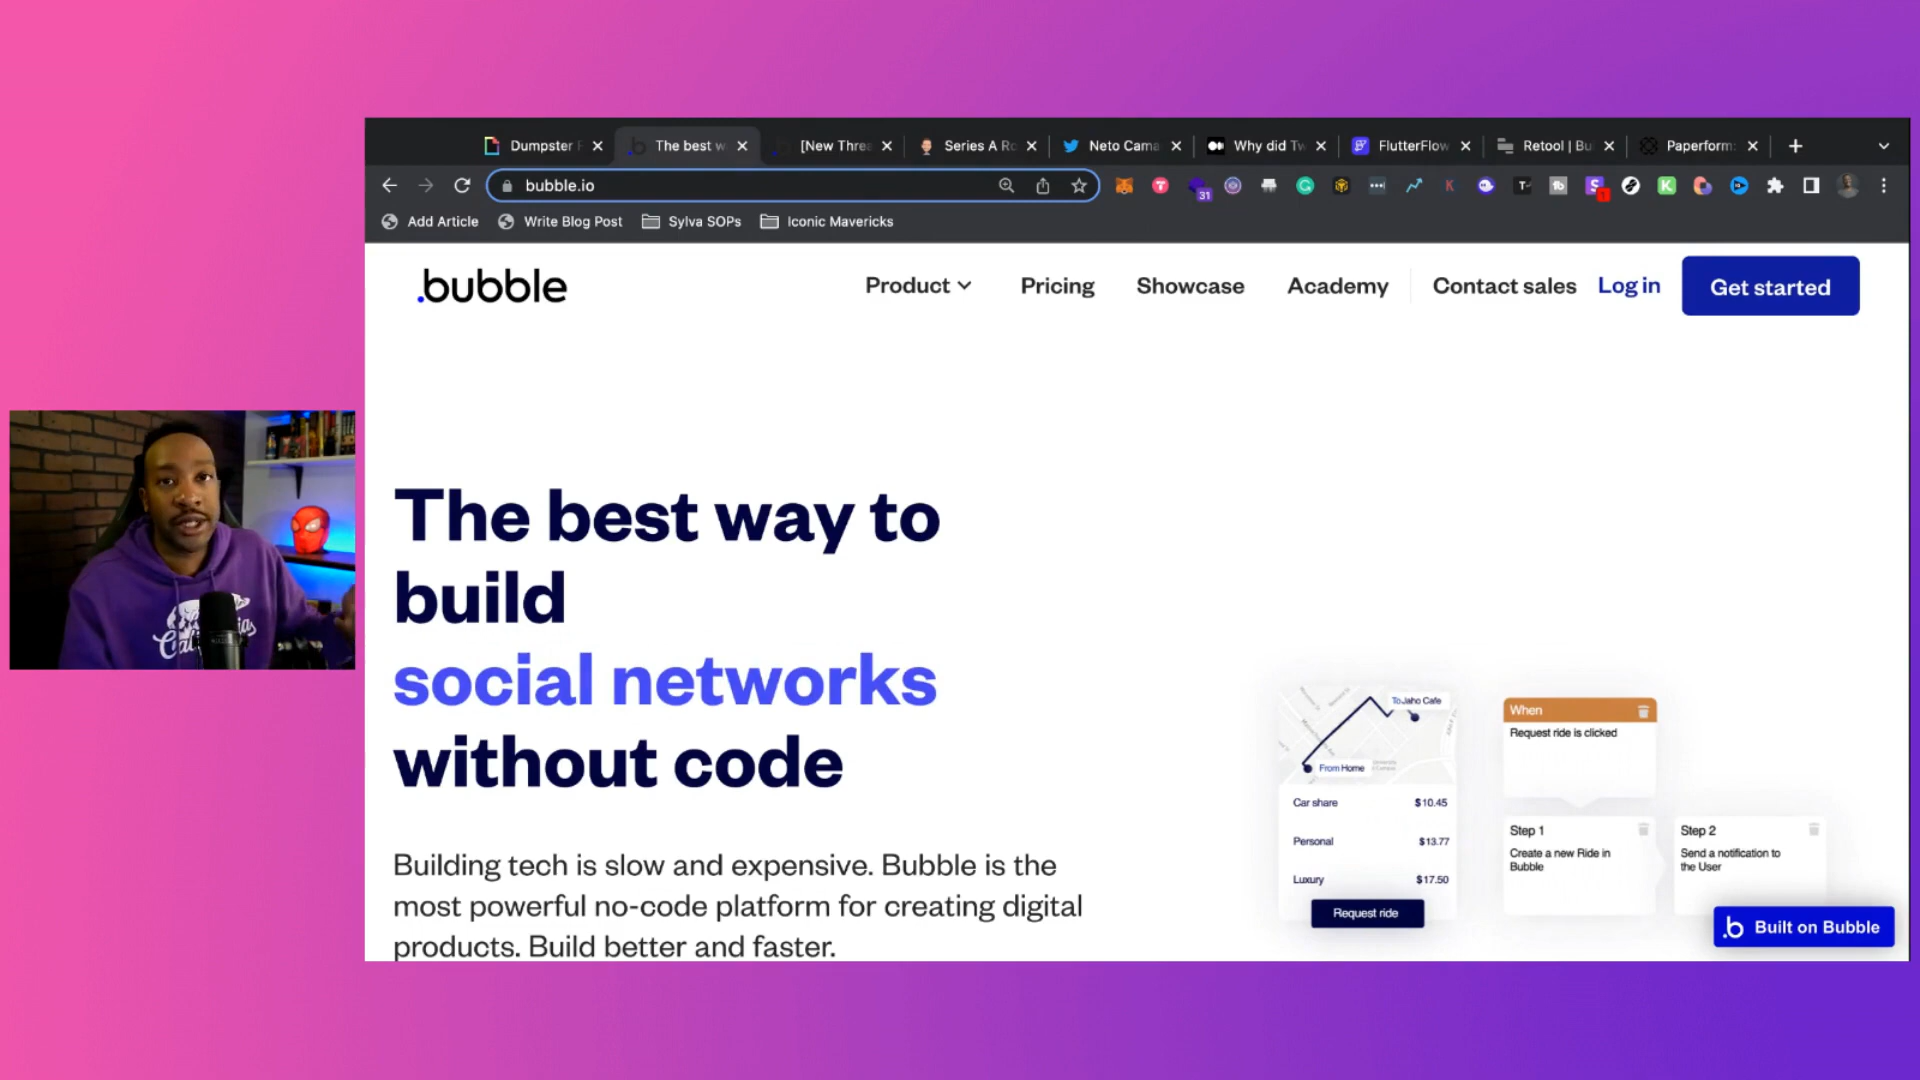 Dumpster F
The best w
[New Threa
Series A Ro
Neto Cama
Why did Tw
FlutterFlow
Retool | Bu
Paperform:
bubble.io
31
1
Add Article
Write Blog Post
Sylva SOPs
Iconic Mavericks
.bubble
Product
Pricing
Showcase
Academy
Contact sales
Log in
Get started
The best way to
build
social networks
without code
Building tech is slow and expensive. Bubble is the
most powerful no-code platform for creating digital
products. Build better and faster.
To Jaho Cafe
From Home
Car share $10.45
Personal $13.77
Luxury $17.50
Request ride
When
Request ride is clicked
Step 1
Create a new Ride in
Bubble
Step 2
Send a notification to
the User
Built on Bubble